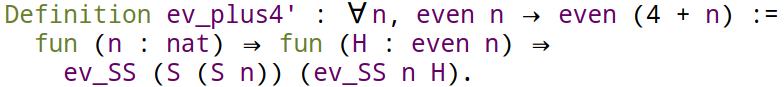 Definition ev_plus4' : ∀n, even n → even (4 + n) :=
fun (n : nat) ⇒ fun (H : even n) ⇒
ev_SS (S (S n)) (ev_SS n H).